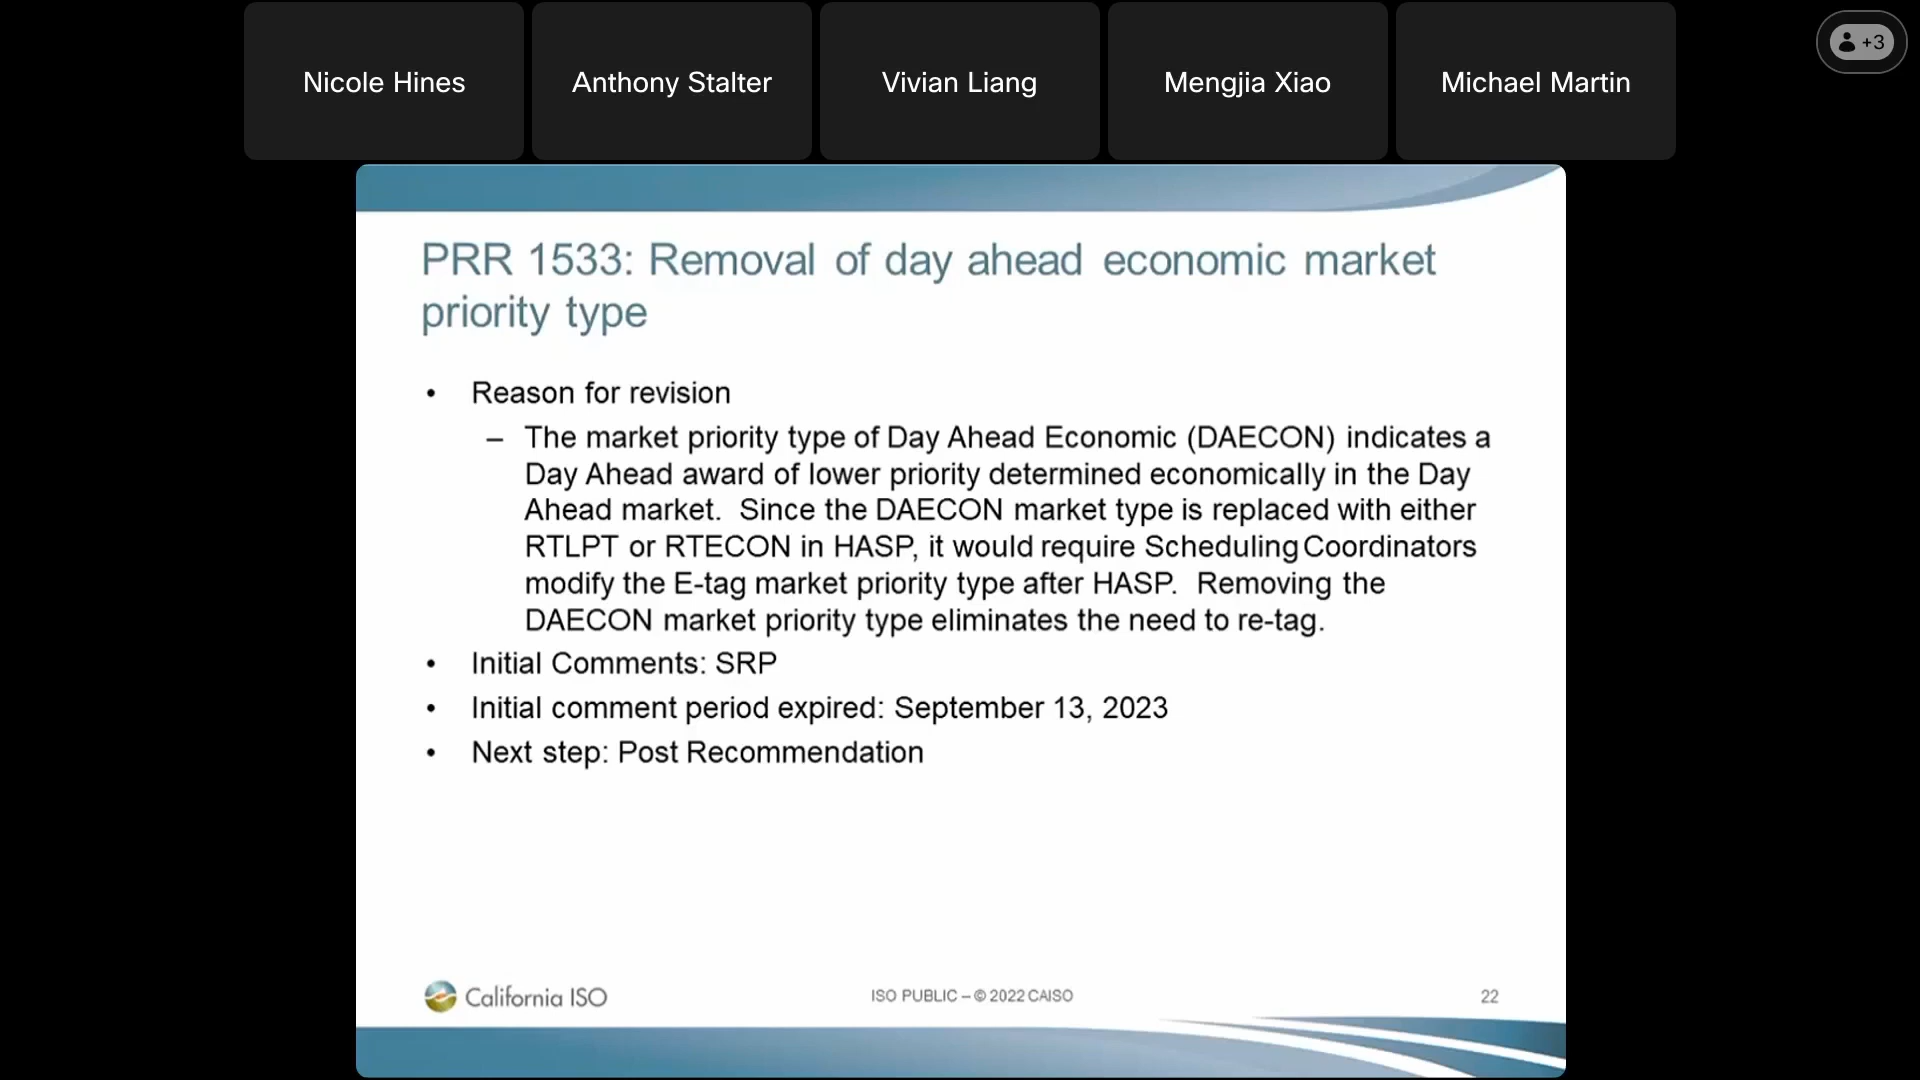 Nicole Hines
Anthony Stalter
Vivian Liang
Mengjia Xiao
Michael Martin
+3
PRR 1533: Removal of day ahead economic market
priority type
• Reason for revision
– The market priority type of Day Ahead Economic (DAECON) indicates a
Day Ahead award of lower priority determined economically in the Day
Ahead market. Since the DAECON market type is replaced with either
RTLPT or RTECON in HASP, it would require Scheduling Coordinators
modify the E-tag market priority type after HASP. Removing the
DAECON market priority type eliminates the need to re-tag.
• Initial Comments: SRP
• Initial comment period expired: September 13, 2023
• Next step: Post Recommendation
California ISO
ISO PUBLIC – © 2022 CAISO
22